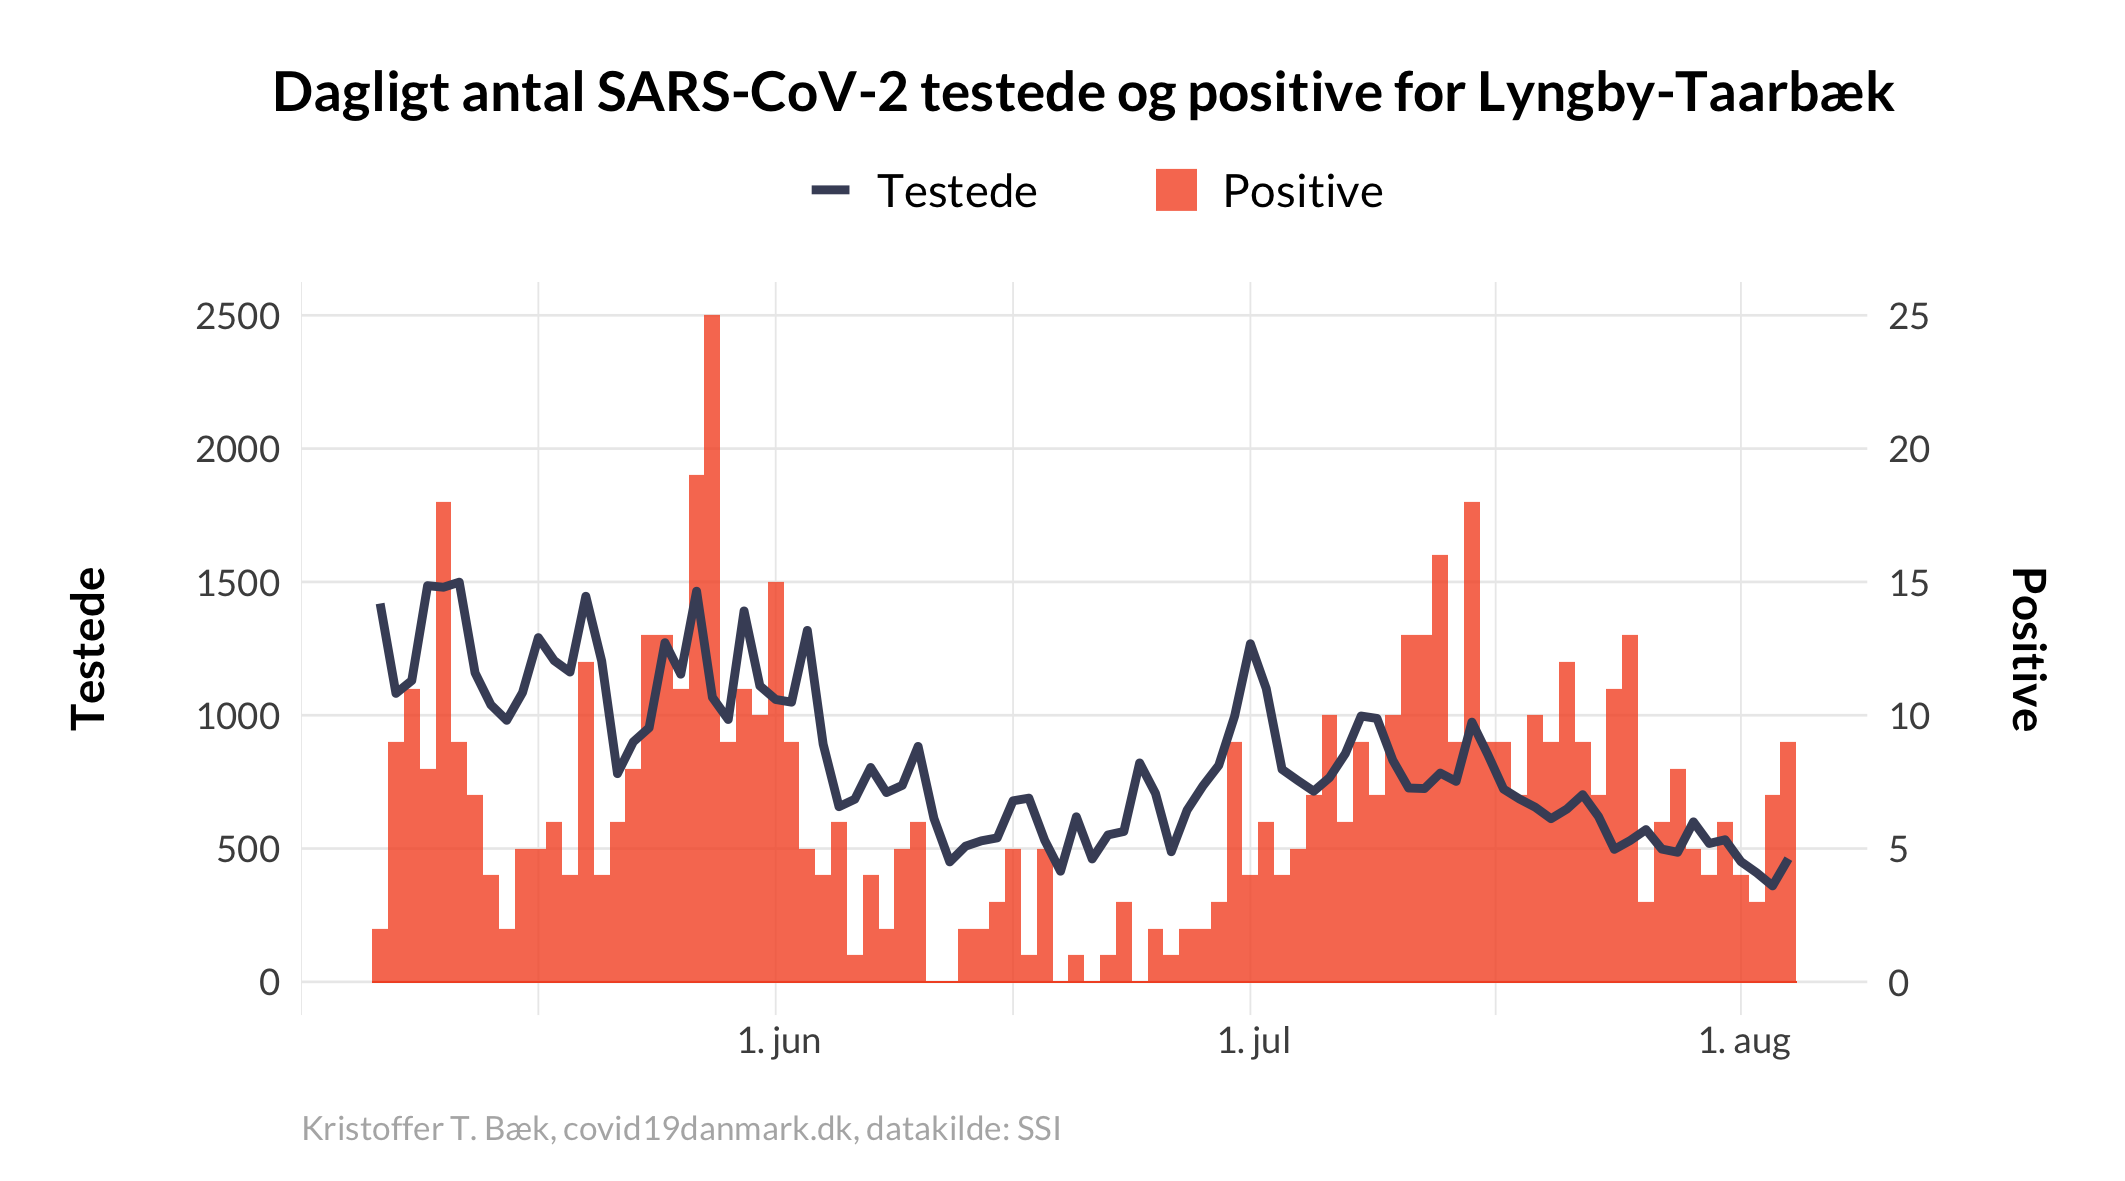 Dagligt antal SARS-CoV-2 testede og positive for Lyngby-Taarbæk
Testede Positive
2500 25
2000 20
1500 15
1000 10
500 5
0 0
Testede
Positive
1. jun 1. jul 1. aug
Kristoffer T. Bæk, covid19danmark.dk, datakilde: SSI